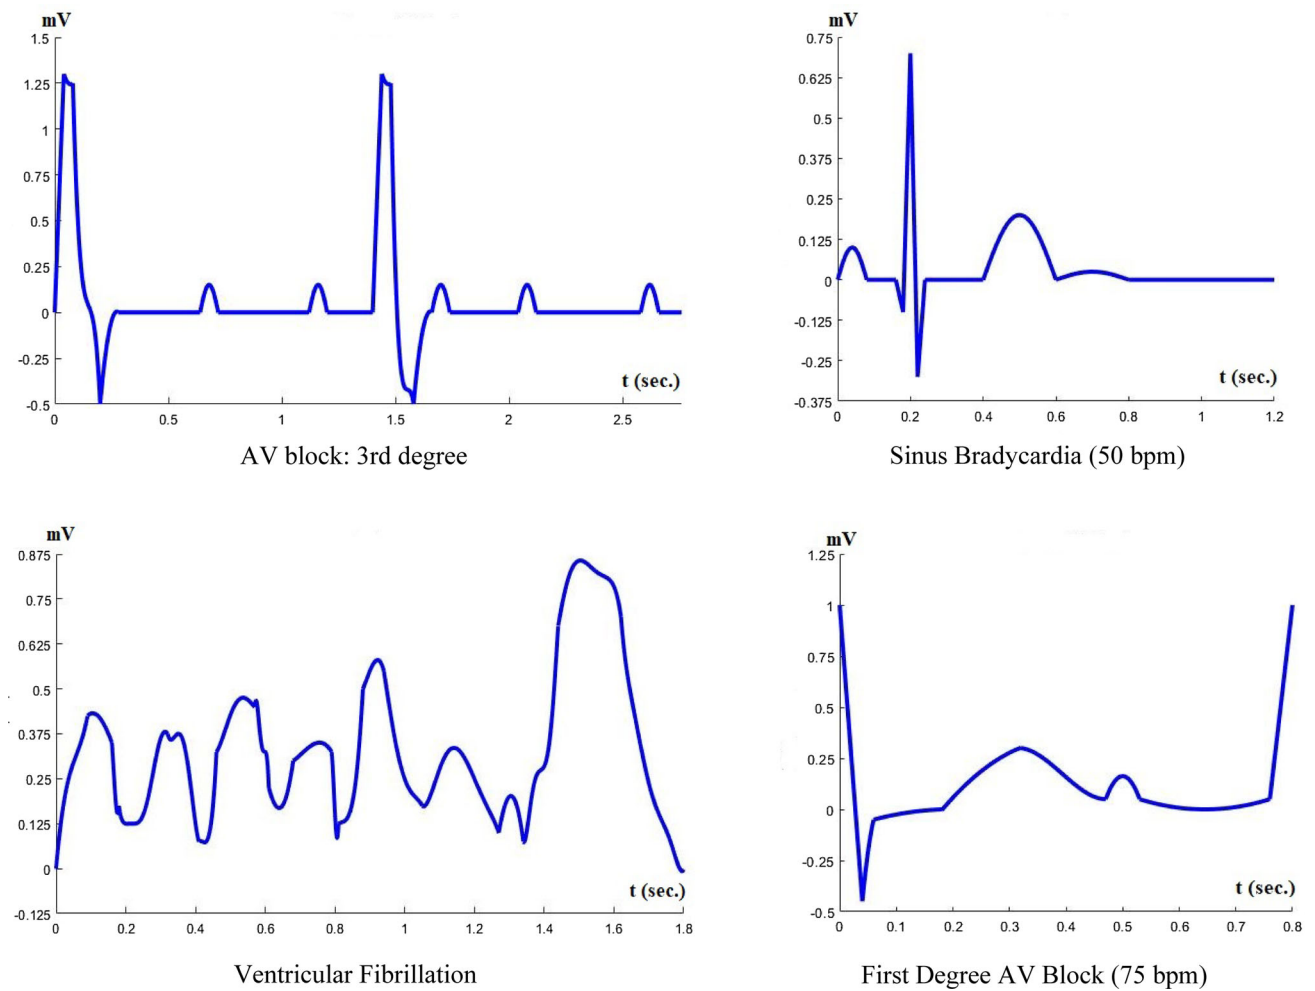 mV
1.5
1.25
1
0.75
0.5
0.25
0
-0.25
-0.5
t (sec.)
0 0.5 1 1.5 2 2.5
AV block: 3rd degree
mV
0.75
0.625
0.5
0.375
0.25
0.125
0
-0.125
-0.25
-0.375
t (sec.)
0 0.2 0.4 0.6 0.8 1 1.2
Sinus Bradycardia (50 bpm)
mV
0.875
0.75
0.625
0.5
0.375
0.25
0.125
0
-0.125
t (sec.)
0 0.2 0.4 0.6 0.8 1 1.2 1.4 1.6 1.8
Ventricular Fibrillation
mV
1.25
1
0.75
0.5
0.25
0
-0.25
-0.5
t (sec.)
0 0.1 0.2 0.3 0.4 0.5 0.6 0.7 0.8
First Degree AV Block (75 bpm)